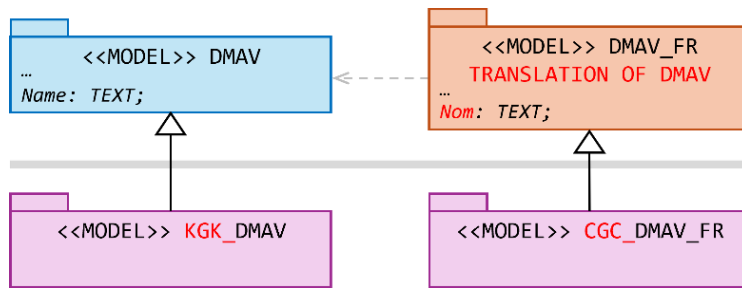 <<MODEL>> DMAV
…
Name: TEXT;
<<MODEL>> DMAV_FR
TRANSLATION OF DMAV
…
Nom: TEXT;
<<MODEL>> KGK_DMAV
<<MODEL>> CGC_DMAV_FR